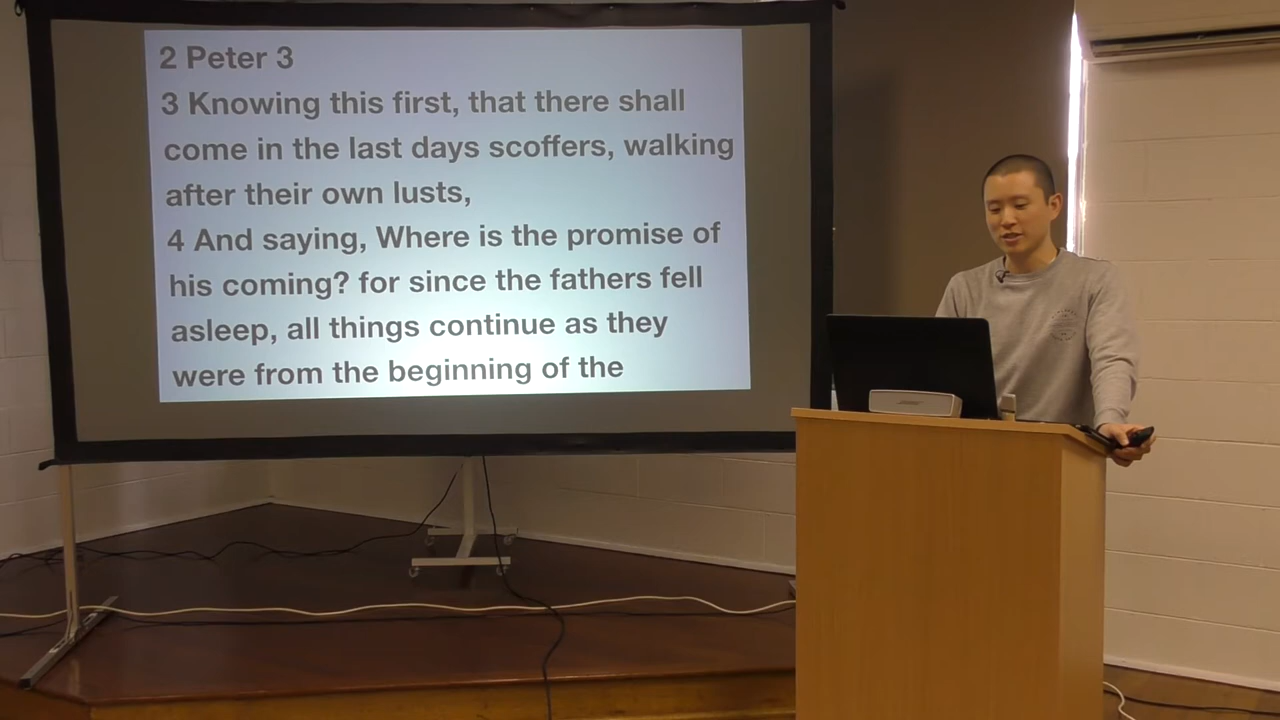 2 Peter 3
3 Knowing this first, that there shall
come in the last days scoffers, walking
after their own lusts,
4 And saying, Where is the promise of
his coming? for since the fathers fell
asleep, all things continue as they
were from the beginning of the